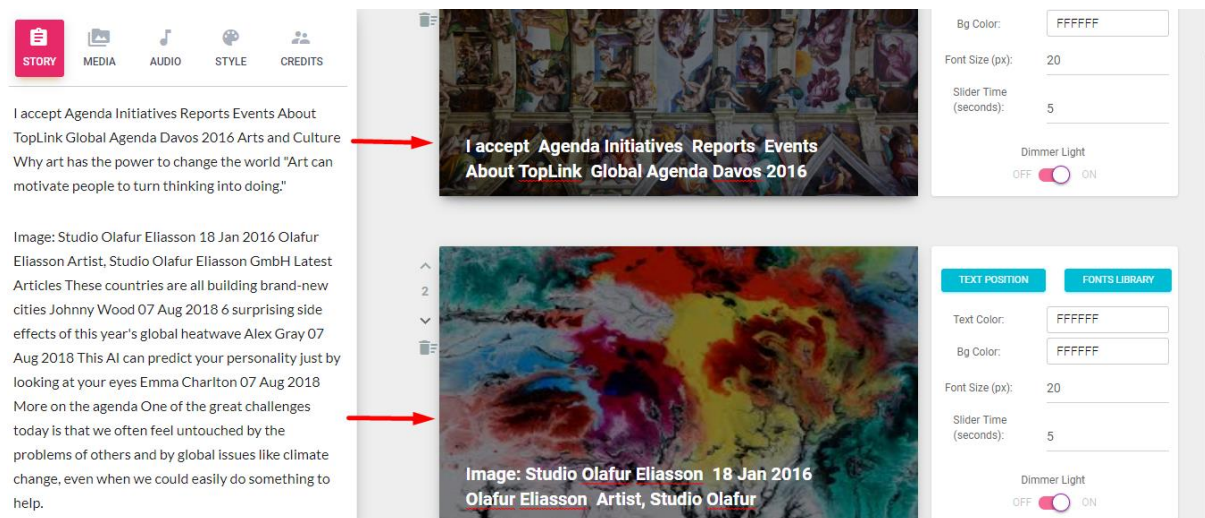 STORY MEDIA AUDIO STYLE CREDITS
I accept Agenda Initiatives Reports Events About
TopLink Global Agenda Davos 2016 Arts and Culture
Why art has the power to change the world "Art can
motivate people to turn thinking into doing."
Image: Studio Olafur Eliasson 18 Jan 2016 Olafur
Eliasson Artist, Studio Olafur Eliasson GmbH Latest
Articles These countries are all building brand-new
cities Johnny Wood 07 Aug 2018 6 surprising side
effects of this year's global heatwave Alex Gray 07
Aug 2018 This AI can predict your personality just by
looking at your eyes Emma Charlton 07 Aug 2018
More on the agenda One of the great challenges
today is that we often feel untouched by the
problems of others and by global issues like climate
change, even when we could easily do something to
help.
I accept Agenda Initiatives Reports Events
About TopLink Global Agenda Davos 2016
Bg Color: FFFFFF
Font Size (px): 20
Slider Time
(seconds): 5
Dimmer Light
OFF ON
2
Image: Studio Olafur Eliasson 18 Jan 2016
Olafur Eliasson Artist, Studio Olafur
TEXT POSITION FONTS LIBRARY
Text Color: FFFFFF
Bg Color: FFFFFF
Font Size (px): 20
Slider Time
(seconds): 5
Dimmer Light
OFF ON